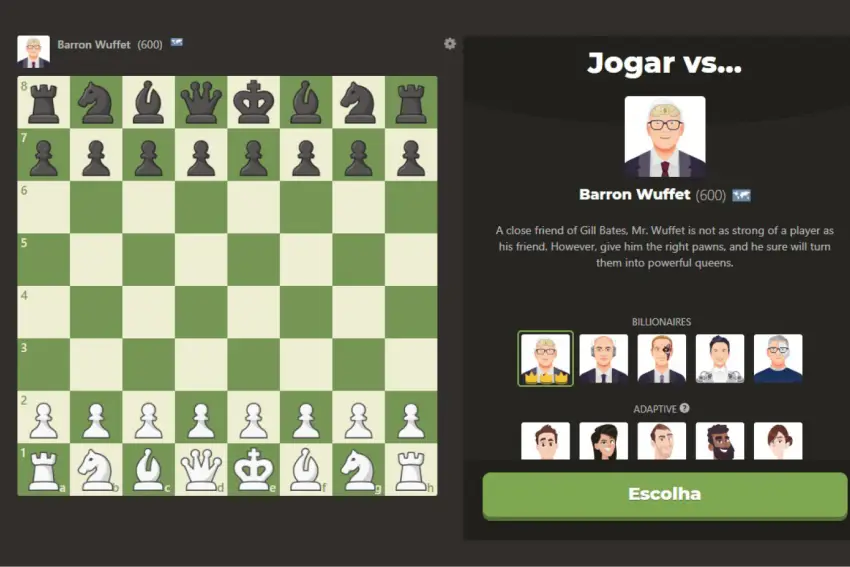 Barron Wuffet (600)
8
7
6
5
4
3
2
1
a b c d e f g h
Jogar vs...
Barron Wuffet (600)
A close friend of Gill Bates, Mr. Wuffet is not as strong of a player as
his friend. However, give him the right pawns, and he sure will turn
them into powerful queens.
BILLIONAIRES
ADAPTIVE ?
Escolha